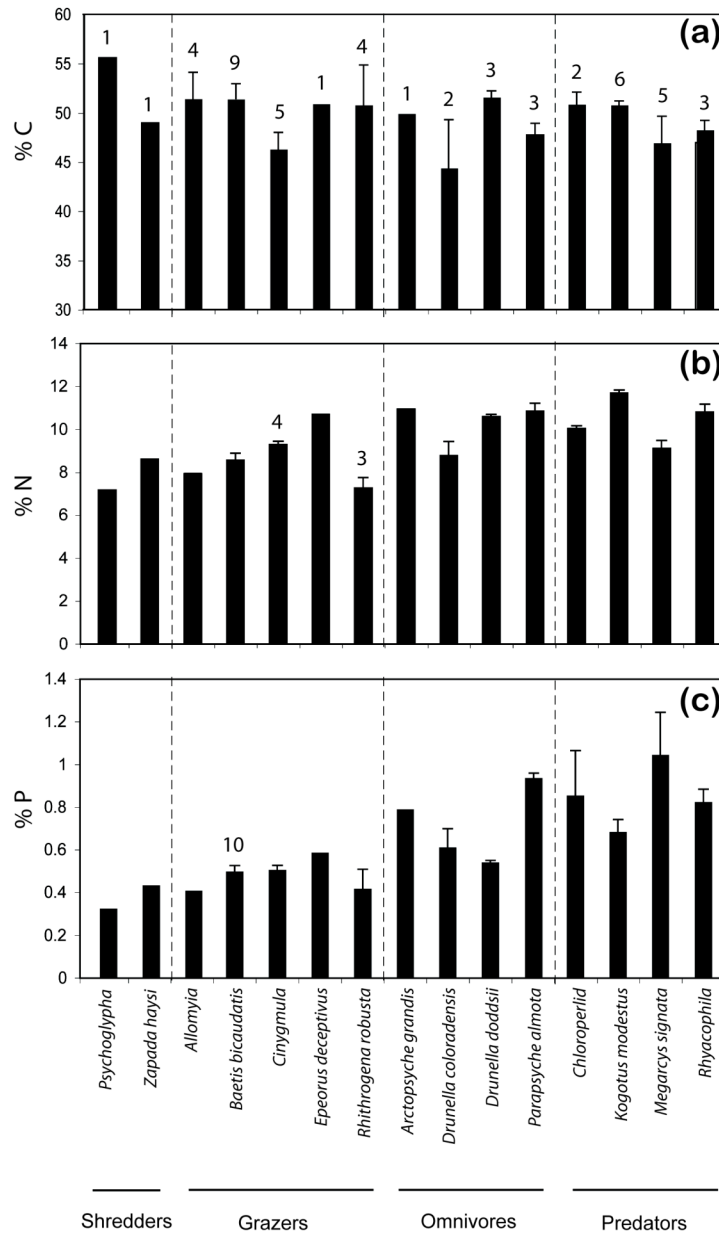 (a)
60
55
50
45
40
35
30
% C
1
1
4
9
5
1
4
1
2
3
3
2
6
5
3
(b)
14
12
10
8
6
4
2
0
% N
4
3
(c)
1.4
1.2
1
0.8
0.6
0.4
0.2
0
% P
10
Psychoglypha
Zapada haysi
Allomyia
Baetis bicaudatis
Cinygmula
Epeorus deceptivus
Rhithrogena robusta
Arctopsyche grandis
Drunella coloradensis
Drunella doddsii
Parapsyche almota
Chloroperlid
Kogotus modestus
Megarcys signata
Rhyacophila
Shredders
Grazers
Omnivores
Predators